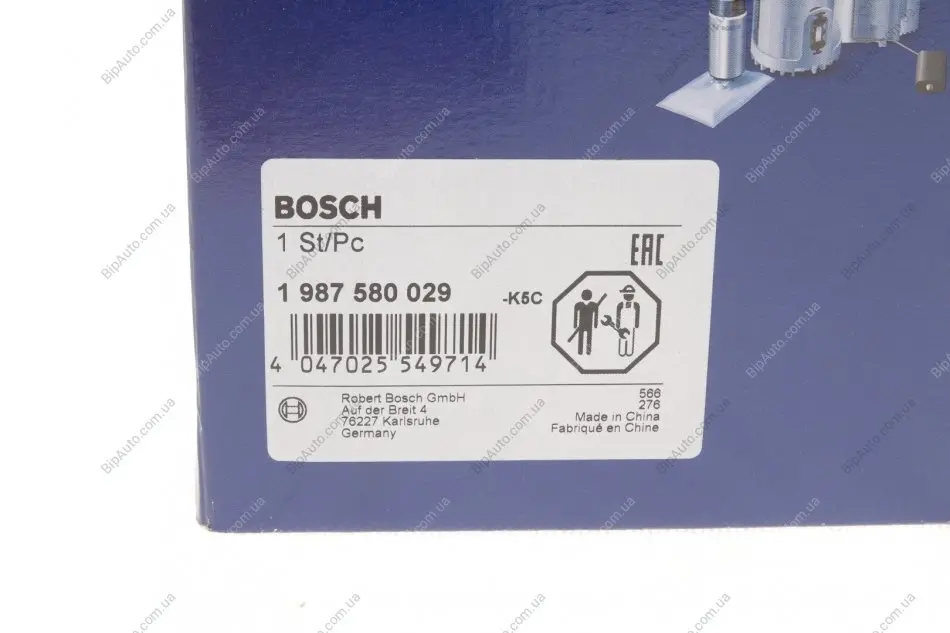 BOSCH
1 St/Pc
EAC
1 987 580 029
-K5C
4 047025 549714
Robert Bosch GmbH
Auf der Breit 4
76227 Karlsruhe
Germany
566
276
Made in China
Fabriqué en Chine
BipAuto.com.ua